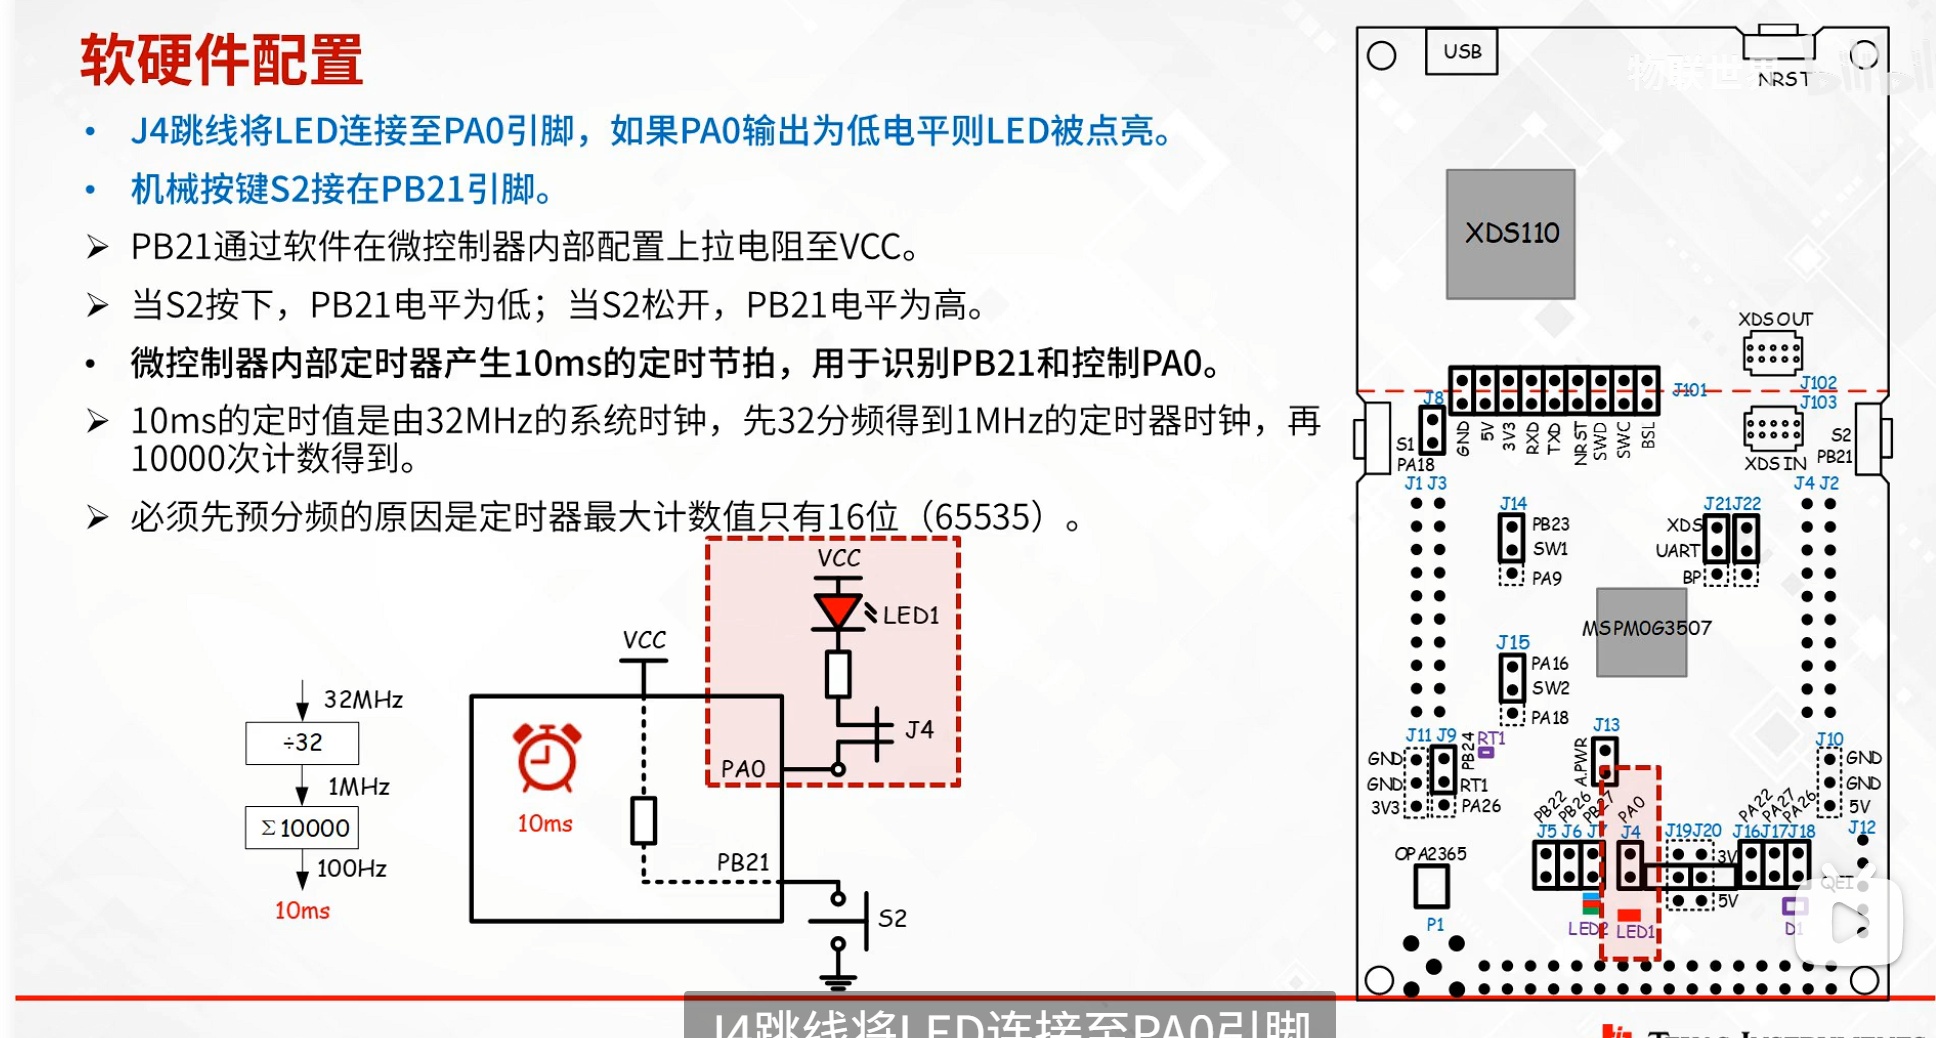 软硬件配置
• J4跳线将LED连接至PA0引脚，如果PA0输出为低电平则LED被点亮。
• 机械按键S2接在PB21引脚。
➢ PB21通过软件在微控制器内部配置上拉电阻至VCC。
➢ 当S2按下，PB21电平为低；当S2松开，PB21电平为高。
• 微控制器内部定时器产生10ms的定时节拍，用于识别PB21和控制PA0。
➢ 10ms的定时值是由32MHz的系统时钟，先32分频得到1MHz的定时器时钟，再
10000次计数得到。
➢ 必须先预分频的原因是定时器最大计数值只有16位（65535）。
32MHz
÷32
1MHz
Σ10000
100Hz
10ms
VCC
10ms
PB21
S2
VCC
LED1
J4
PA0
USB
NRST
物联世界
XDS110
XDS OUT
J102
J101
J103
J8
S1
PA18
GND
5V
3V3
RXD
TXD
NRST
SWD
SWC
BSL
XDS IN
S2
PB21
J1 J3
J4 J2
J14
PB23
SW1
PA9
J21 J22
XDS
UART
BP
MSPM0G3507
J15
PA16
SW2
PA18
J13
A.PWR
J11 J9
PB24
RT1
GND
GND
3V3
RT1
PA26
J10
GND
GND
5V
PB22
PB26
PB27
PA0
PA22
PA27
PA26
J5 J6 J7
J4
J19 J20
J16 J17 J18
J12
3V
5V
QEI
OPA2365
P1
LED2
LED1
D1
J4跳线将LED连接至PA0引脚
TEXAS INSTRUMENTS